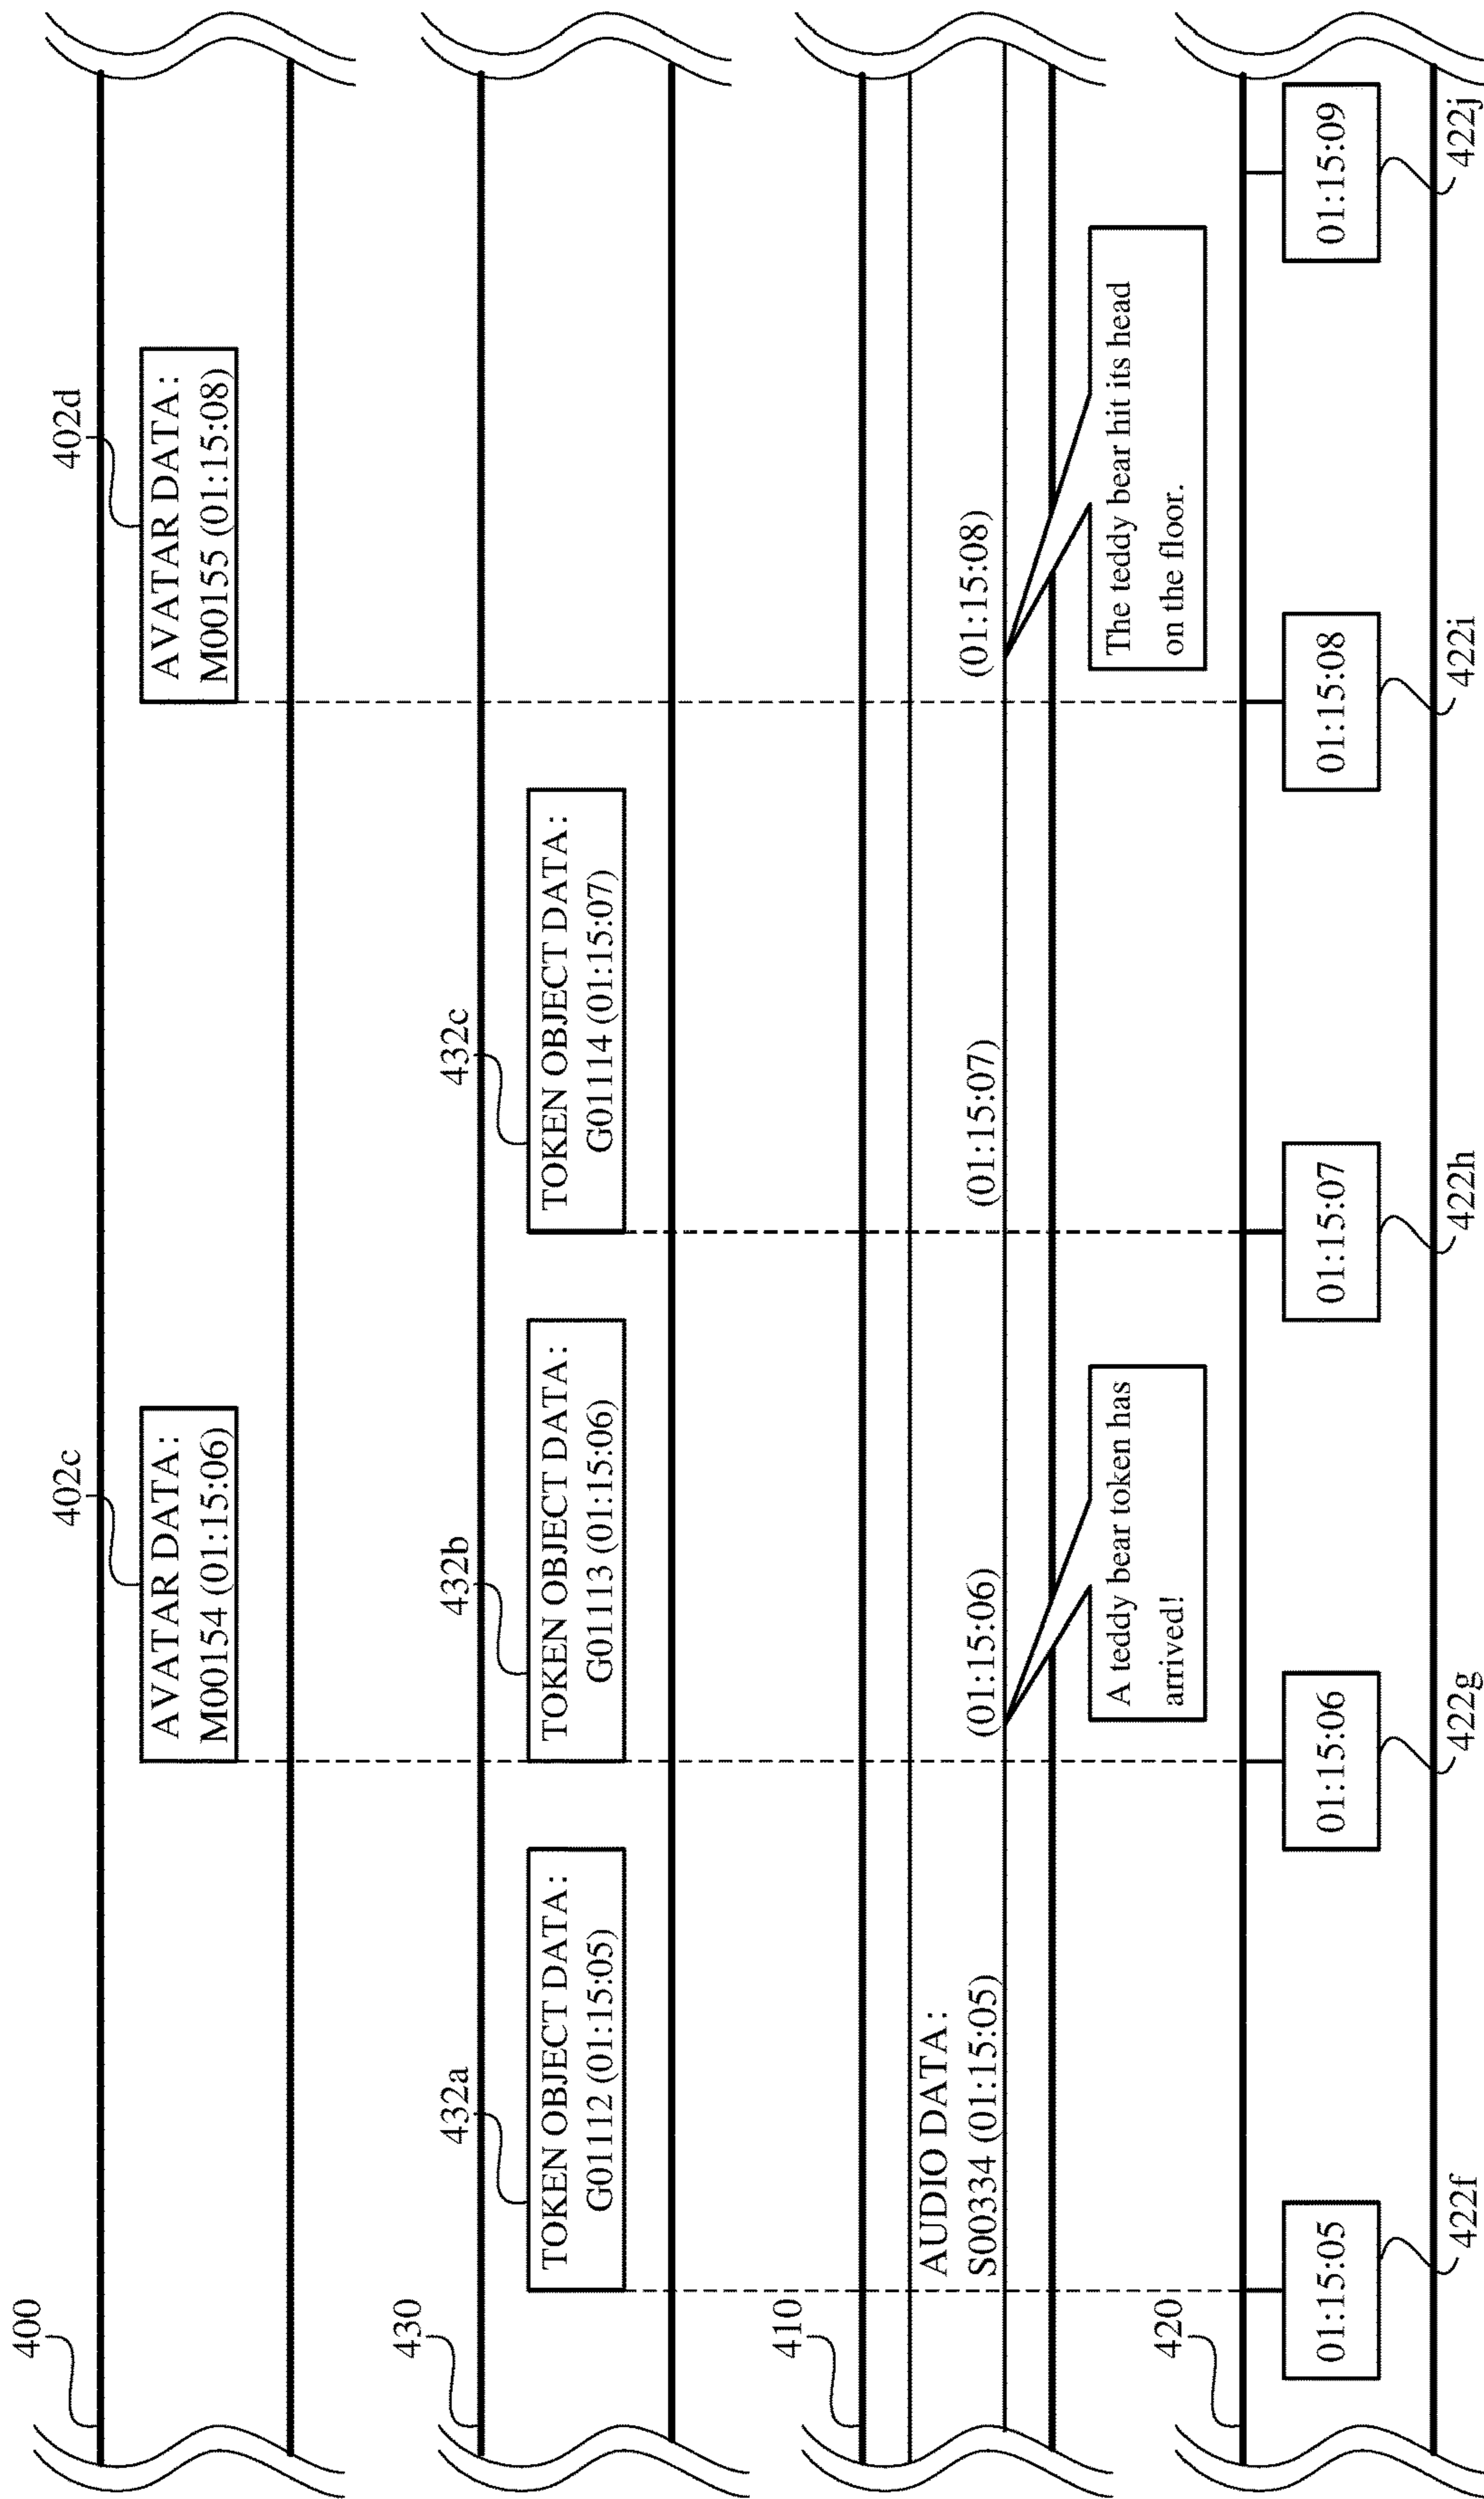 400
402c
402d
AVATAR DATA:
M00154 (01:15:06)
AVATAR DATA:
M00155 (01:15:08)
430
432a
432b
432c
TOKEN OBJECT DATA:
G01112 (01:15:05)
TOKEN OBJECT DATA:
G01113 (01:15:06)
TOKEN OBJECT DATA:
G01114 (01:15:07)
410
AUDIO DATA:
S00334 (01:15:05)
(01:15:06)
(01:15:07)
(01:15:08)
A teddy bear token has
arrived!
The teddy bear hit its head
on the floor.
420
01:15:05
01:15:06
01:15:07
01:15:08
01:15:09
422f
422g
422h
422i
422j